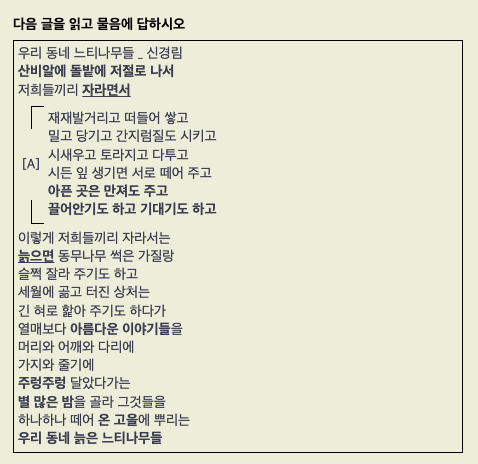 다음 글을 읽고 물음에 답하시오
우리 동네 느티나무들 _ 신경림
산비알에 돌밭에 저절로 나서
저희들끼리 자라면서
재재발거리고 떠들어 쌓고
밀고 당기고 간지럼질도 시키고
[A]
시새우고 토라지고 다투고
시든 잎 생기면 서로 떼어 주고
아픈 곳은 만져도 주고
끌어안기도 하고 기대기도 하고
이렇게 저희들끼리 자라서는
늙으면 동무나무 썩은 가질랑
슬쩍 잘라 주기도 하고
세월에 곪고 터진 상처는
긴 혀로 핥아 주기도 하다가
열매보다 아름다운 이야기들을
머리와 어깨와 다리에
가지와 줄기에
주렁주렁 달았다가는
별 많은 밤을 골라 그것들을
하나하나 떼어 온 고을에 뿌리는
우리 동네 늙은 느티나무들